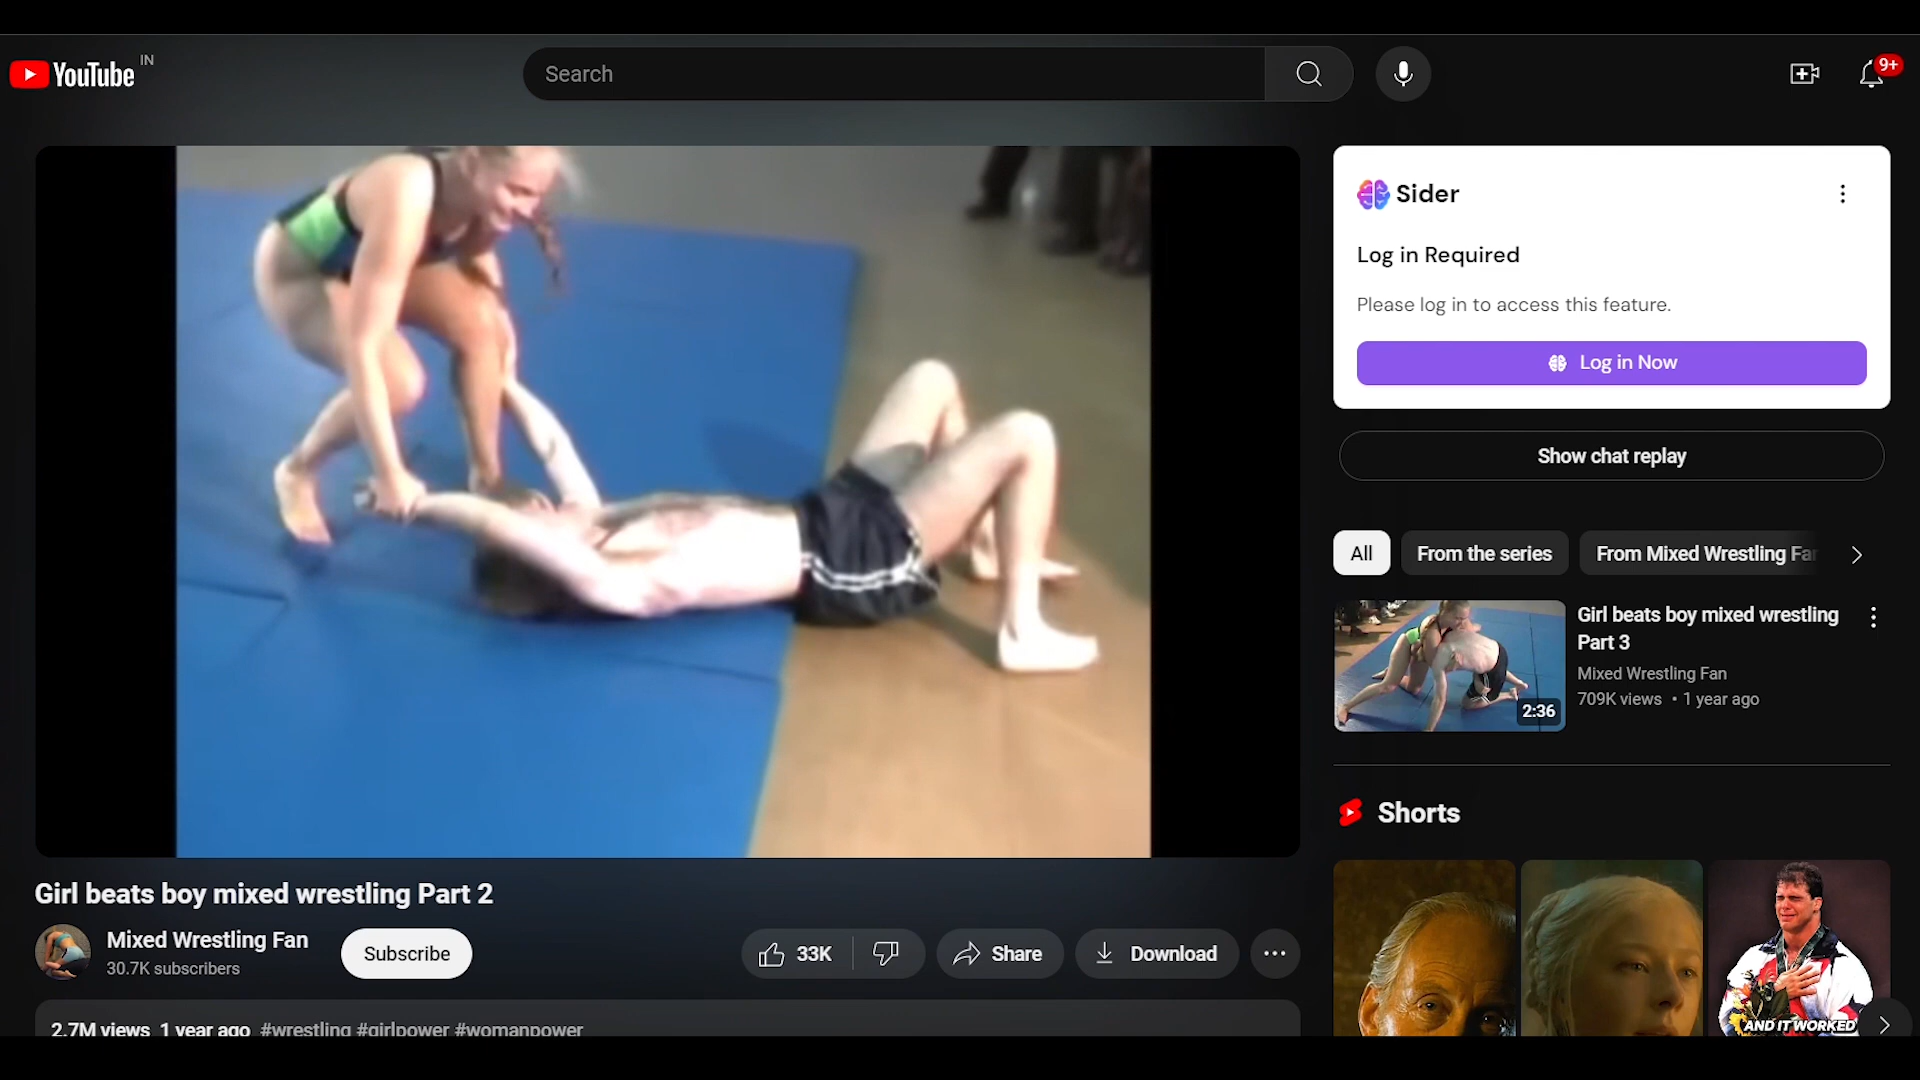 YouTube IN
Search
9+
Sider
Log in Required
Please log in to access this feature.
Log in Now
Show chat replay
All
From the series
From Mixed Wrestling Fan
Girl beats boy mixed wrestling
Part 3
Mixed Wrestling Fan
709K views • 1 year ago
2:36
Shorts
AND IT WORKED
Girl beats boy mixed wrestling Part 2
Mixed Wrestling Fan
30.7K subscribers
Subscribe
33K
Share
Download
2.7M views 1 year ago #wrestling #girlpower #womanpower